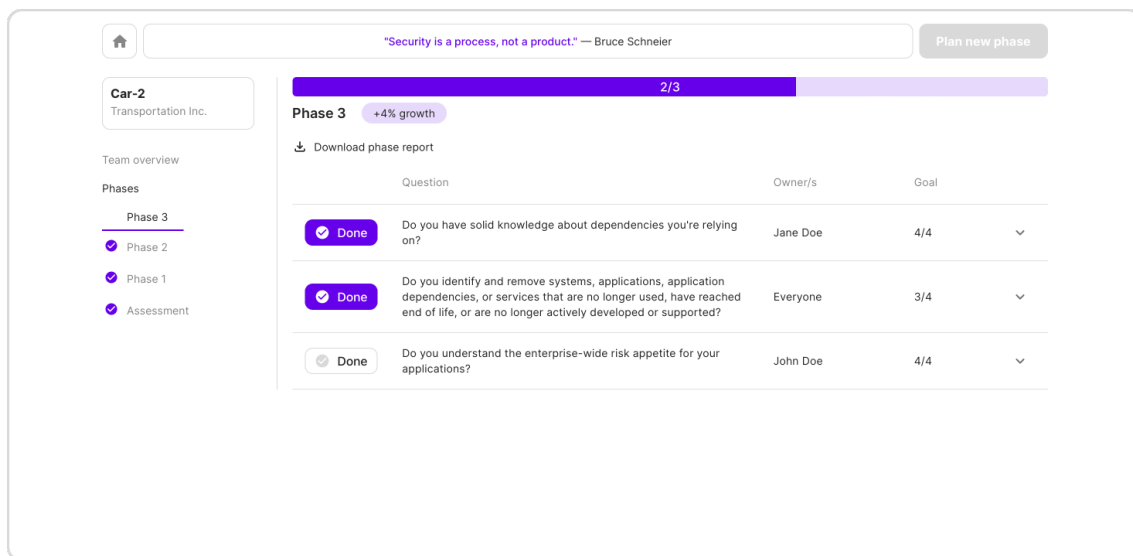 "Security is a process, not a product." — Bruce Schneier
Plan new phase
Car-2
Transportation Inc.
Team overview
Phases
Phase 3
Phase 2
Phase 1
Assessment
2/3
Phase 3
+4% growth
Download phase report
Question Owner/s Goal
Done
Do you have solid knowledge about dependencies you're relying
on?
Jane Doe
4/4
Done
Do you identify and remove systems, applications, application
dependencies, or services that are no longer used, have reached
end of life, or are no longer actively developed or supported?
Everyone
3/4
Done
Do you understand the enterprise-wide risk appetite for your
applications?
John Doe
4/4